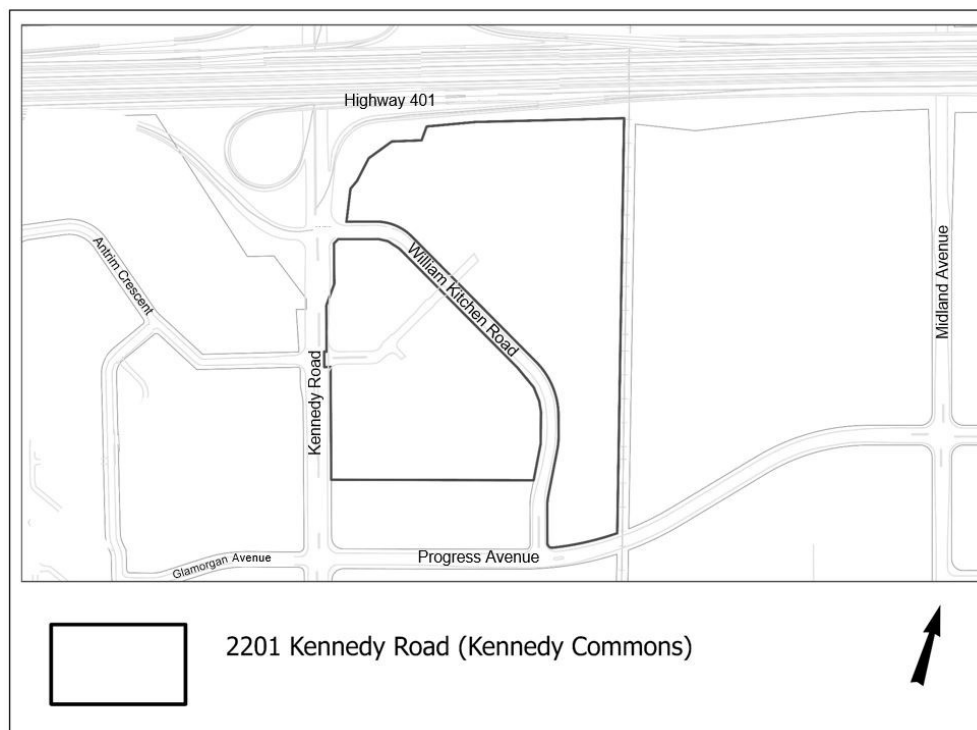 Highway 401
Antrim Crescent
William Kitchen Road
Kennedy Road
Midland Avenue
Glamorgan Avenue
Progress Avenue
2201 Kennedy Road (Kennedy Commons)